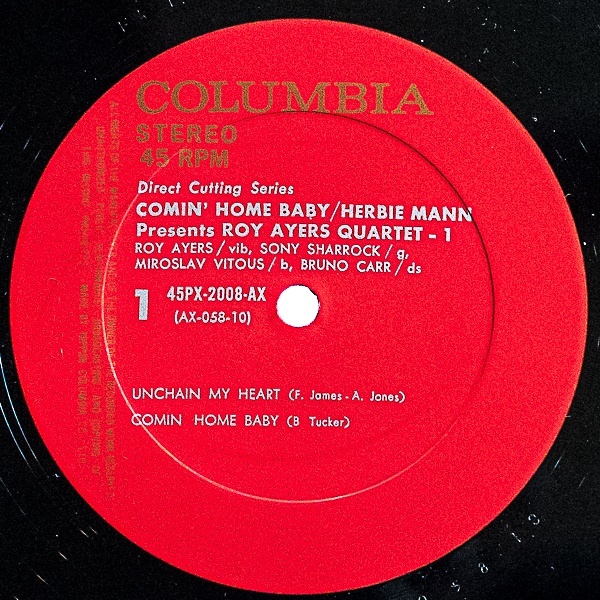 COLUMBIA
STEREO
45 RPM
Direct Cutting Series
COMIN' HOME BABY/HERBIE MANN
Presents ROY AYERS QUARTET - 1
ROY AYERS/vib, SONY SHARROCK/g,
MIROSLAV VITOUS/b, BRUNO CARR/ds
1
45PX-2008-AX
(AX-058-10)
UNCHAIN MY HEART (F. James-A. Jones)
COMIN HOME BABY (B Tucker)